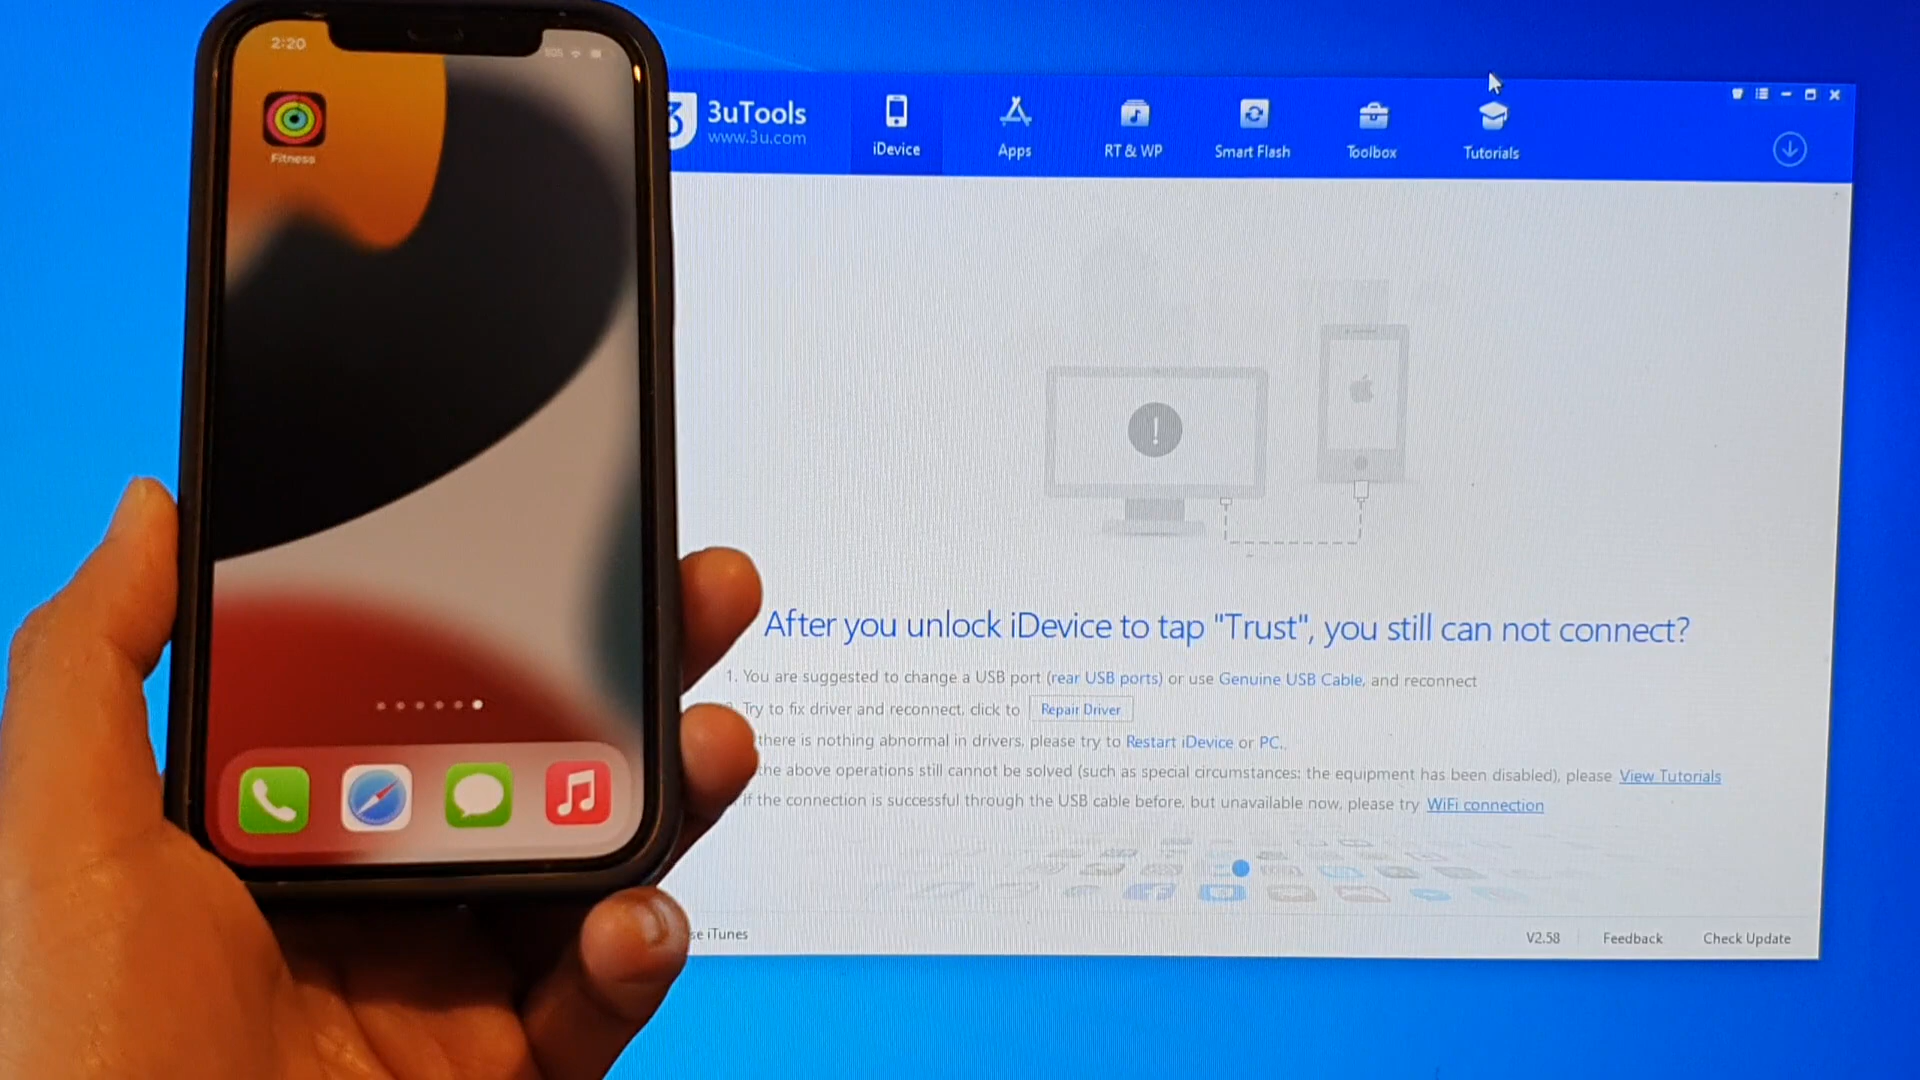 2:20
SOS
Fitness
3uTools
www.3u.com
iDevice
Apps
RT & WP
Smart Flash
Toolbox
Tutorials
After you unlock iDevice to tap "Trust", you still can not connect?
1. You are suggested to change a USB port (rear USB ports) or use Genuine USB Cable, and reconnect
Try to fix driver and reconnect, click to Repair Driver
there is nothing abnormal in drivers, please try to Restart iDevice or PC.
the above operations still cannot be solved (such as special circumstances: the equipment has been disabled), please View Tutorials
if the connection is successful through the USB cable before, but unavailable now, please try WiFi connection
iTunes
V2.58
Feedback
Check Update